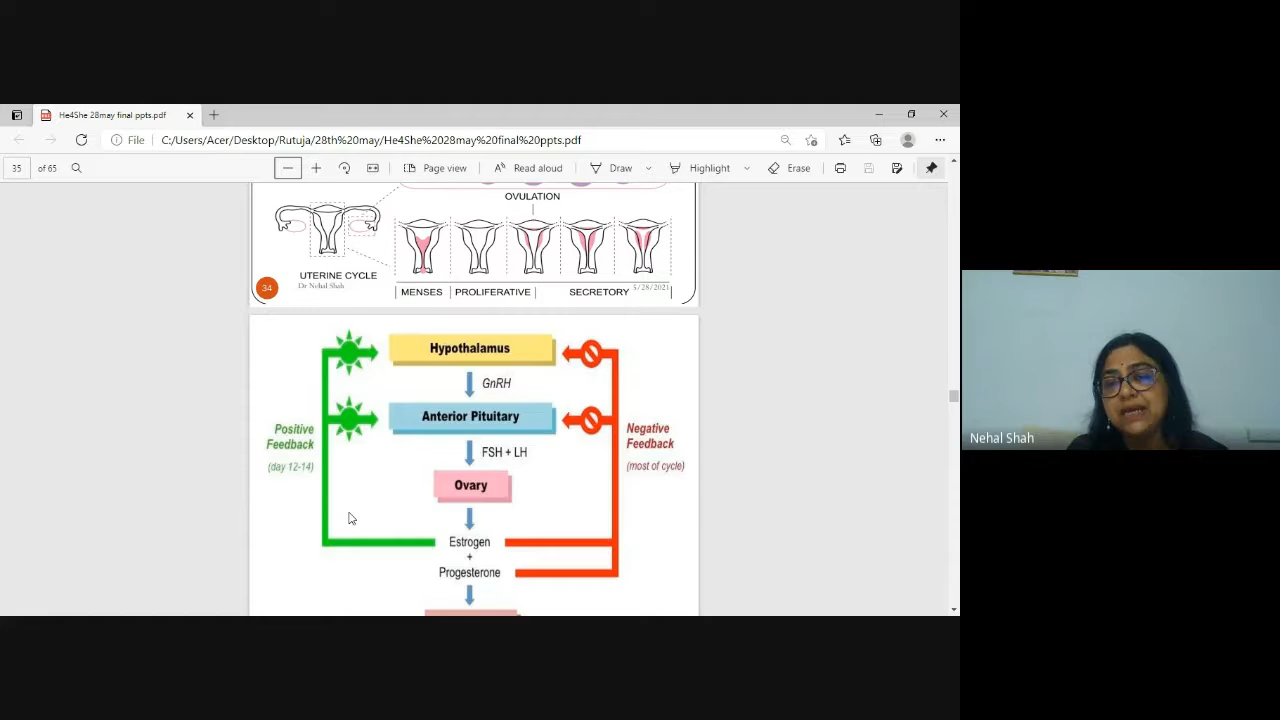 He4She 28may final ppts.pdf
File
C:/Users/Acer/Desktop/Rutuja/28th%20may/He4She%2028may%20final%20ppts.pdf
35 of 65
Page view
Read aloud
Draw
Highlight
Erase
OVULATION
UTERINE CYCLE
Dr Nehal Shah
34
MENSES
PROLIFERATIVE
SECRETORY
5/28/2021
Hypothalamus
GnRH
Anterior Pituitary
Positive
Feedback
(day 12-14)
Negative
Feedback
(most of cycle)
FSH + LH
Ovary
Estrogen
+
Progesterone
Nehal Shah